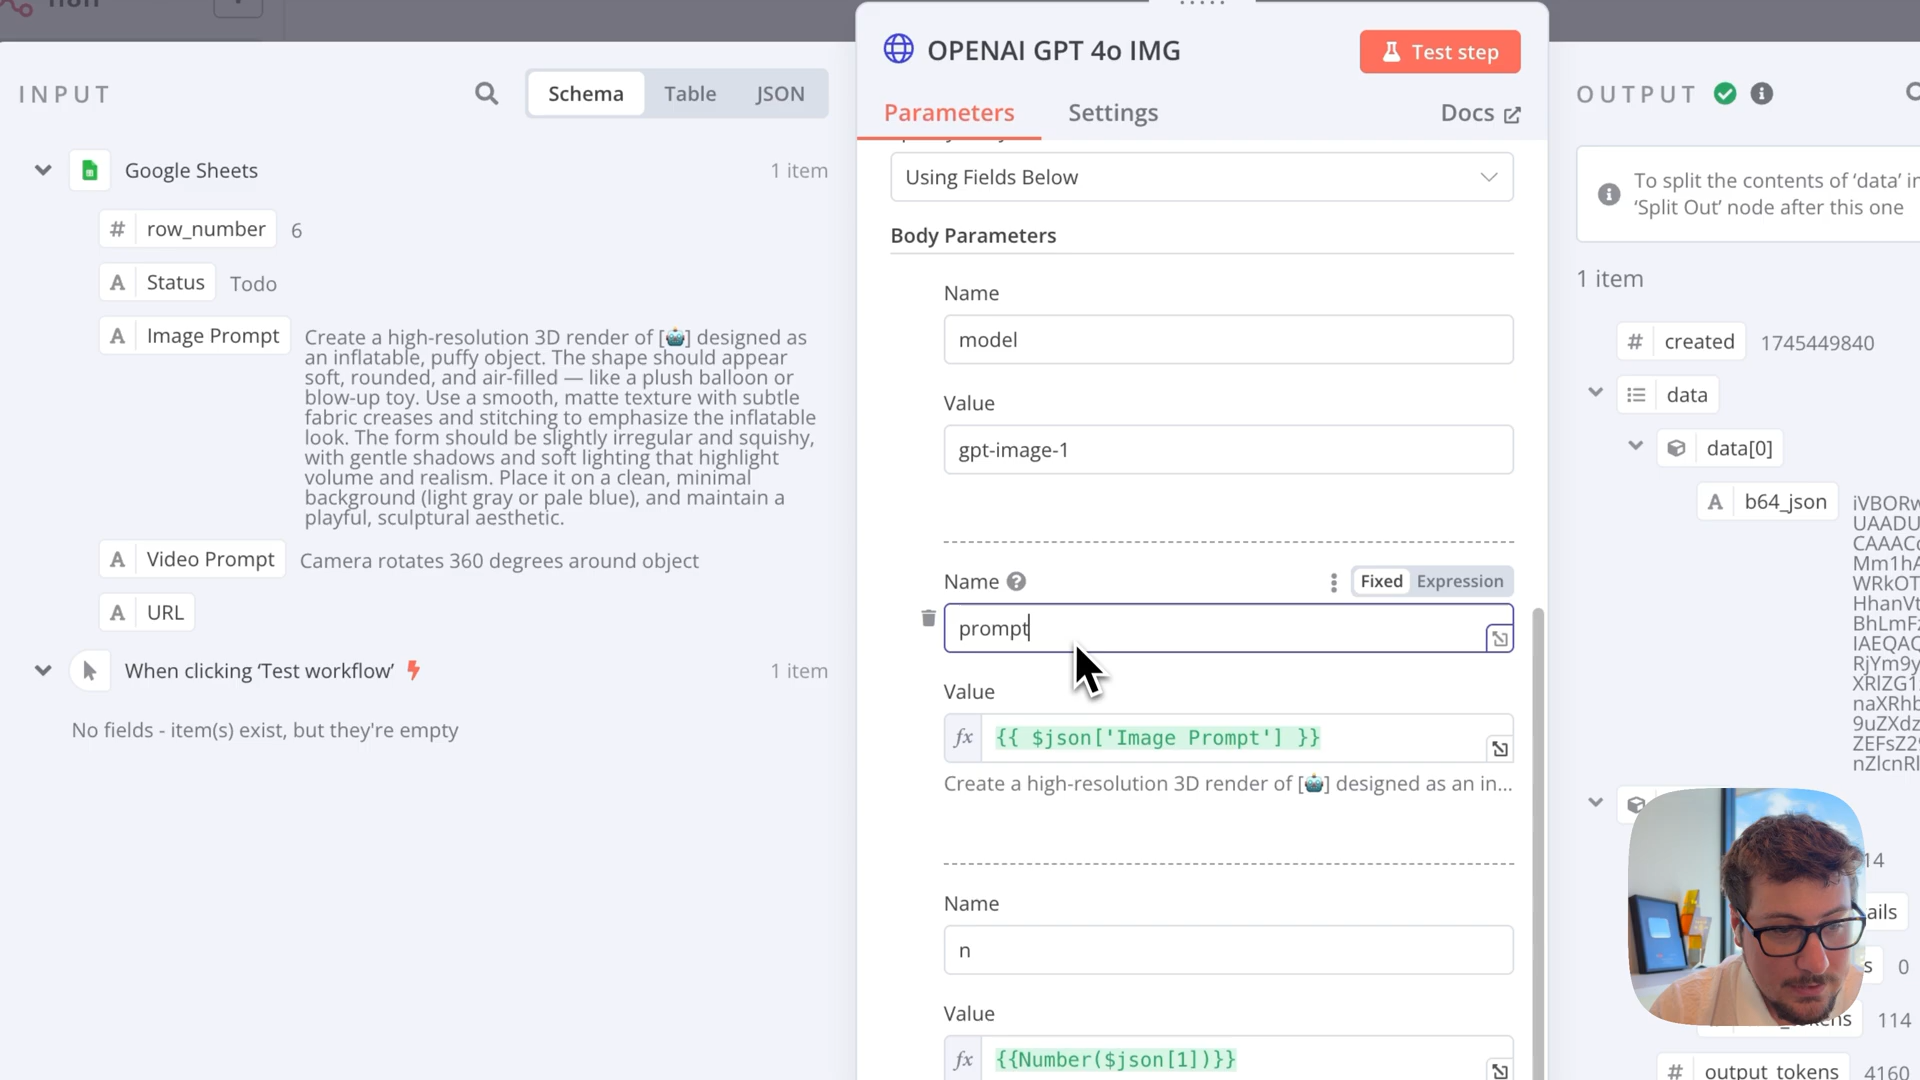 n8n
INPUT
Schema
Table
JSON
Google Sheets
1 item
# row_number
6
A Status
Todo
A Image Prompt
Create a high-resolution 3D render of [🤖] designed as
an inflatable, puffy object. The shape should appear
soft, rounded, and air-filled — like a plush balloon or
blow-up toy. Use a smooth, matte texture with subtle
fabric creases and stitching to emphasize the inflatable
look. The form should be slightly irregular and squishy,
with gentle shadows and soft lighting that highlight
volume and realism. Place it on a clean, minimal
background (light gray or pale blue), and maintain a
playful, sculptural aesthetic.
A Video Prompt
Camera rotates 360 degrees around object
A URL
When clicking ‘Test workflow’
1 item
No fields - item(s) exist, but they're empty
OPENAI GPT 4o IMG
Test step
Parameters
Settings
Docs
Using Fields Below
Body Parameters
Name
model
Value
gpt-image-1
Name
Fixed
Expression
prompt
Value
fx {{ $json['Image Prompt'] }}
Create a high-resolution 3D render of [🤖] designed as an in...
Name
n
Value
fx {{Number($json[1])}}
OUTPUT
To split the contents of ‘data’ in
‘Split Out’ node after this one
1 item
# created
1745449840
data
data[0]
A b64_json
iVBORw
UAADU
CAAAC
Mm1hA
WRKOT
HhanVt
BhLmFz
IAEQAC
RjYm9y
XRlZG1
naXRhb
9uZXdz
ZEFsZ2
nZlcnRl
14
ails
s
0
_tokens
114
# output_tokens
4160